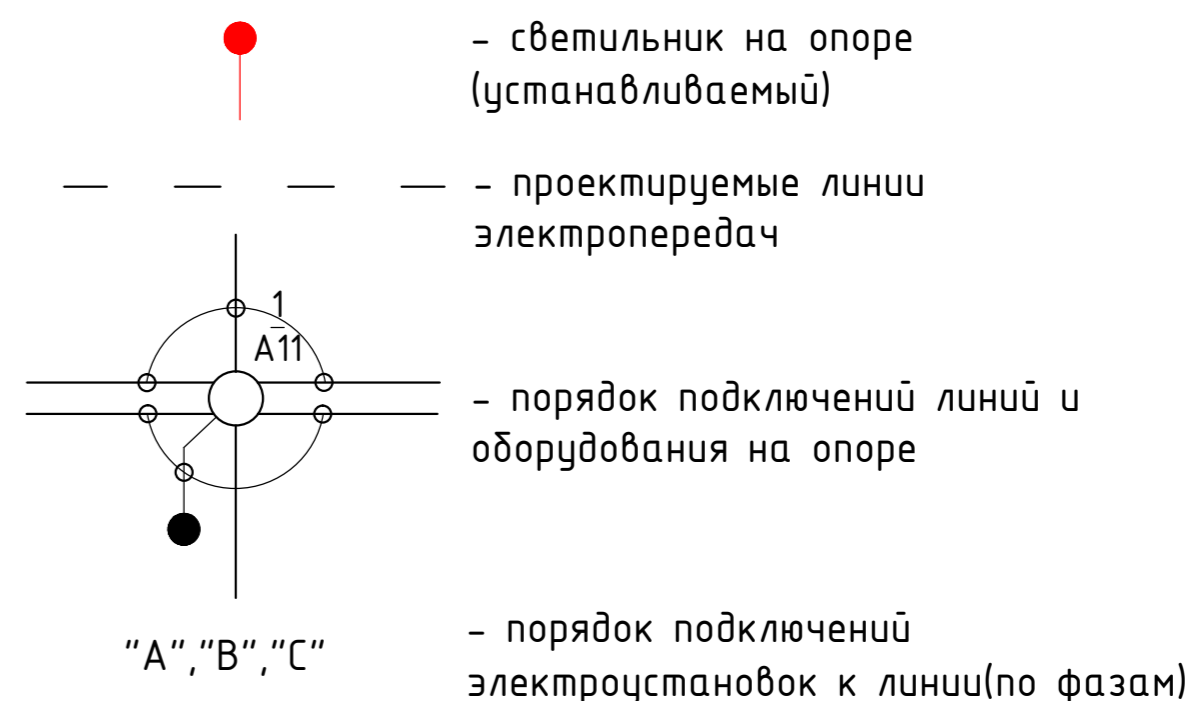 – светильник на опоре
(устанавливаемый)
– проектируемые линии
электропередач
1
А11
– порядок подключений линий и
оборудования на опоре
"А","В","С"
– порядок подключений
электроустановок к линии(по фазам)